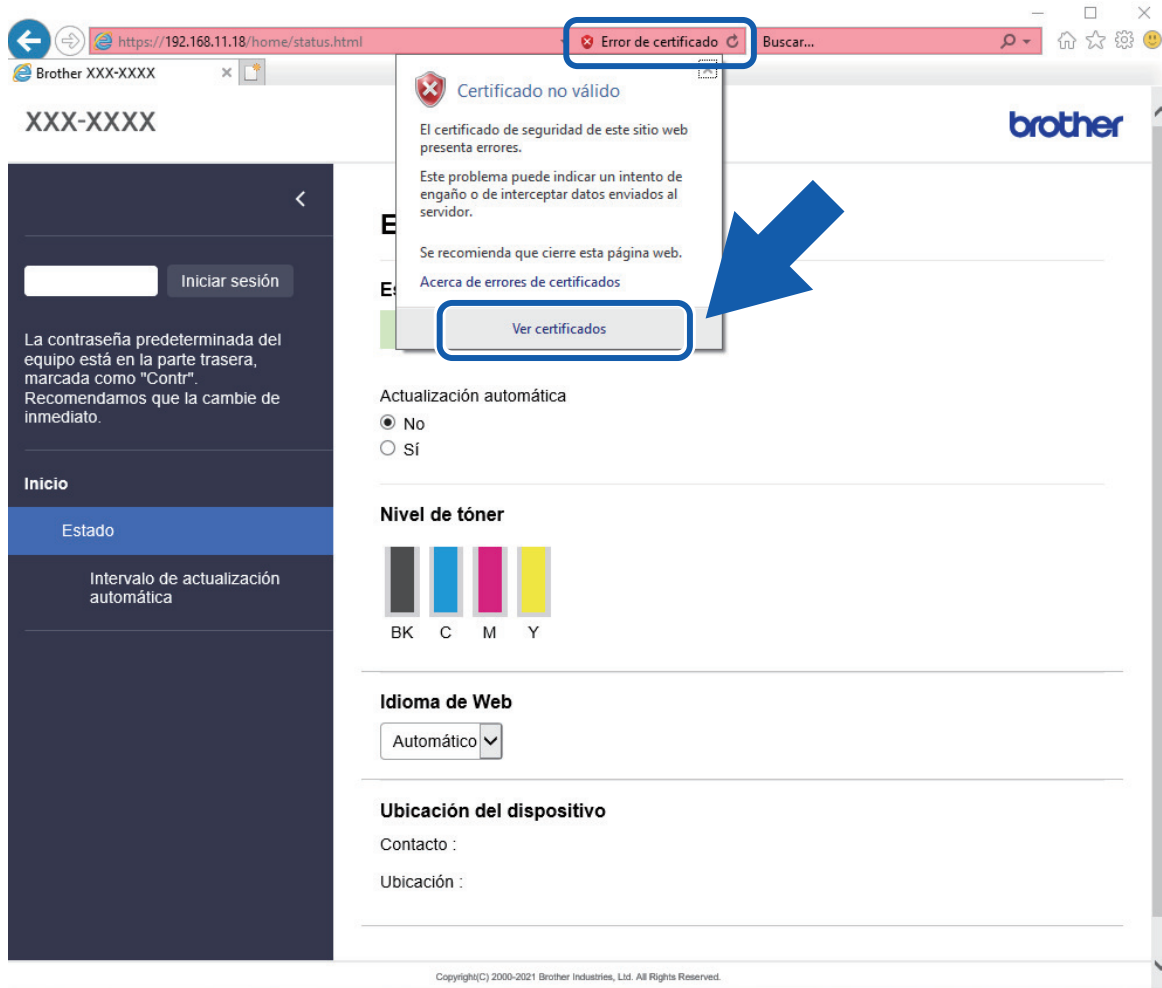 https://192.168.11.18/home/status.html
Error de certificado
Buscar...
Brother XXX-XXXX
XXX-XXXX
brother
Certificado no válido
El certificado de seguridad de este sitio web
presenta errores.
Este problema puede indicar un intento de
engaño o de interceptar datos enviados al
servidor.
Se recomienda que cierre esta página web.
Acerca de errores de certificados
Ver certificados
Iniciar sesión
La contraseña predeterminada del
equipo está en la parte trasera,
marcada como "Contr".
Recomendamos que la cambie de
inmediato.
Inicio
Estado
Intervalo de actualización
automática
E
Es
Actualización automática
No
Sí
Nivel de tóner
BK C M Y
Idioma de Web
Automático
Ubicación del dispositivo
Contacto :
Ubicación :
Copyright(C) 2000-2021 Brother Industries, Ltd. All Rights Reserved.